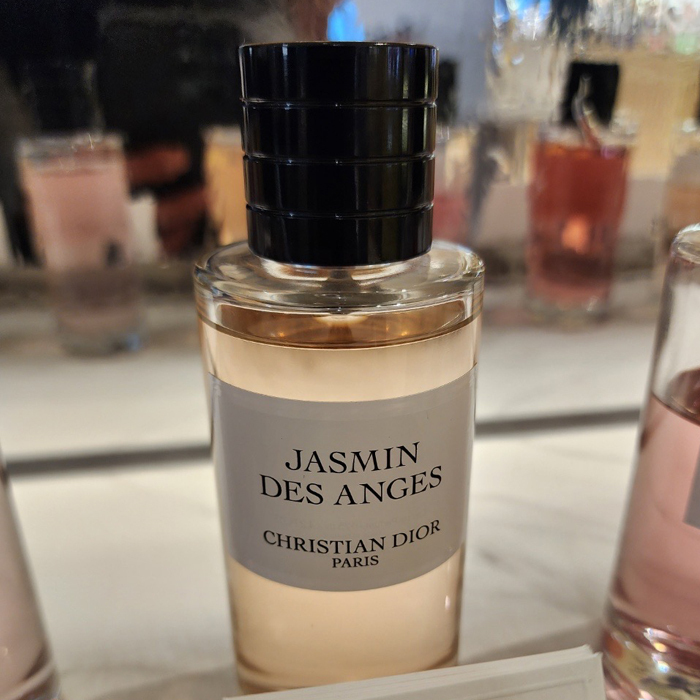 JASMIN
DES ANGES
CHRISTIAN DIOR
PARIS